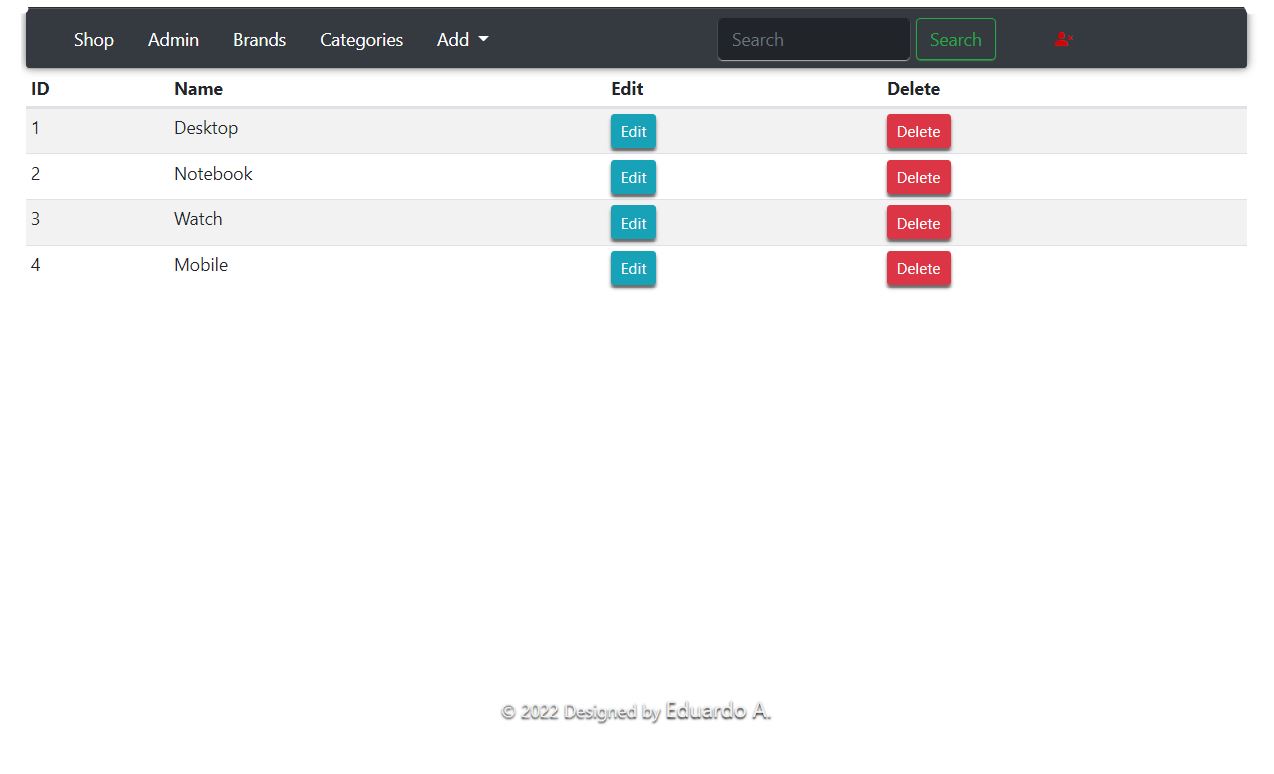 Shop Admin Brands Categories Add Search Search
ID Name Edit Delete
1 Desktop Edit Delete
2 Notebook Edit Delete
3 Watch Edit Delete
4 Mobile Edit Delete
© 2022 Designed by Eduardo A.